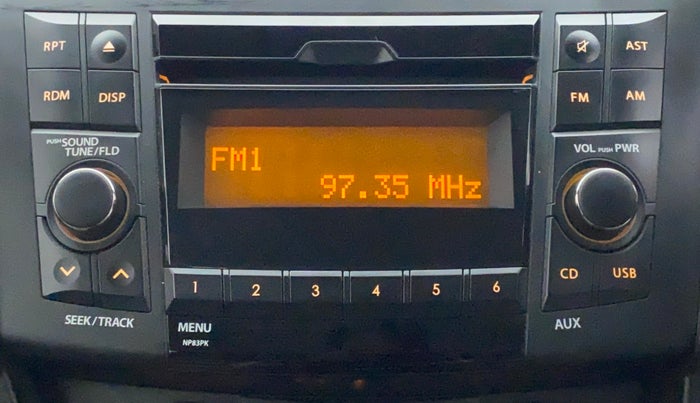 RPT
AST
RDM
DISP
FM
AM
PUSH SOUND
TUNE/FLD
VOL PUSH PWR
FM1
97.35 MHz
1 2 3 4 5 6
CD
USB
SEEK/TRACK
MENU
NP83PK
AUX